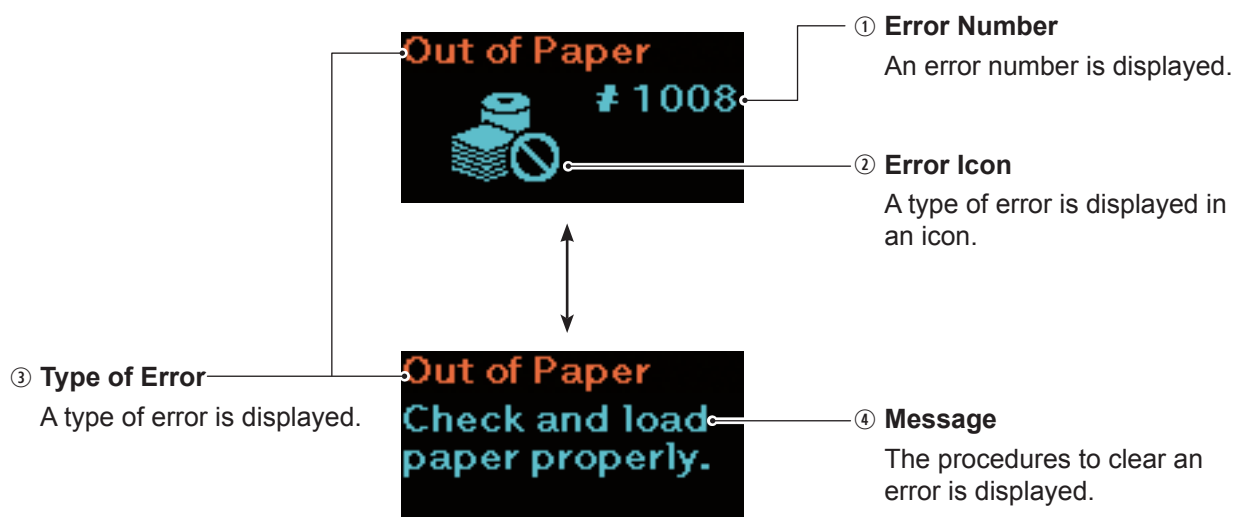 ① Error Number
An error number is displayed.
Out of Paper
# 1008
② Error Icon
A type of error is displayed in
an icon.
③ Type of Error
A type of error is displayed.
Out of Paper
Check and load
paper properly.
④ Message
The procedures to clear an
error is displayed.